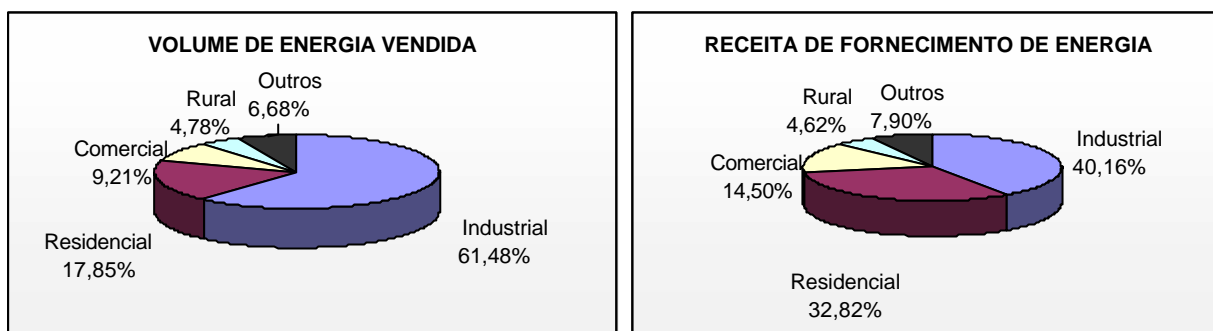 VOLUME DE ENERGIA VENDIDA
Outros
6,68%
Rural
4,78%
Comercial
9,21%
Residencial
17,85%
Industrial
61,48%
RECEITA DE FORNECIMENTO DE ENERGIA
Outros
7,90%
Rural
4,62%
Industrial
40,16%
Comercial
14,50%
Residencial
32,82%